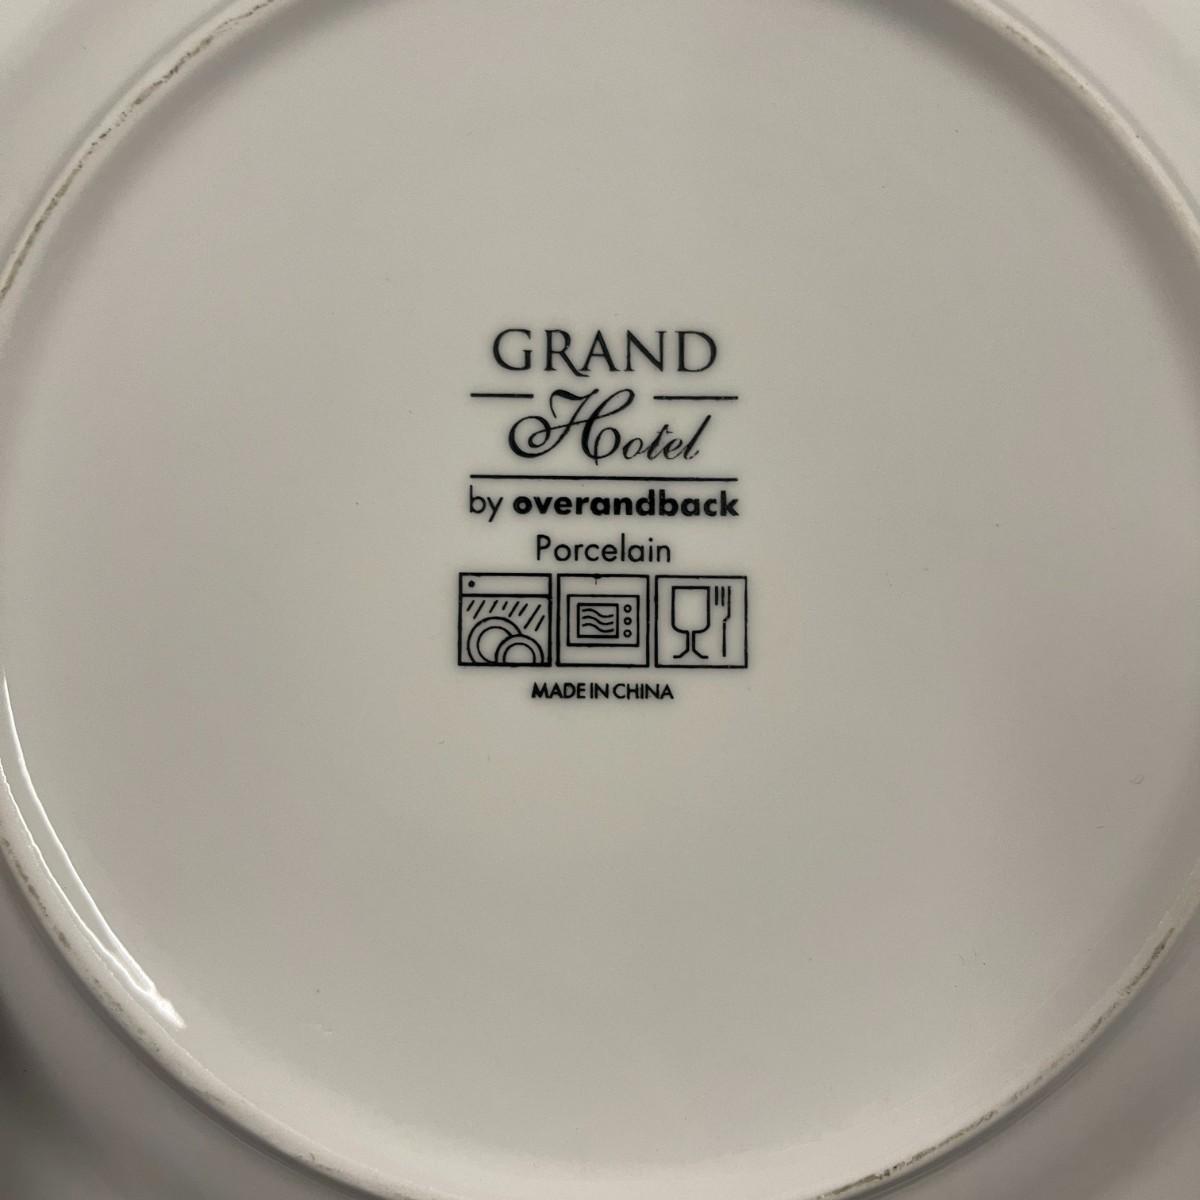 GRAND
Hotel
by overandback
Porcelain
MADE IN CHINA